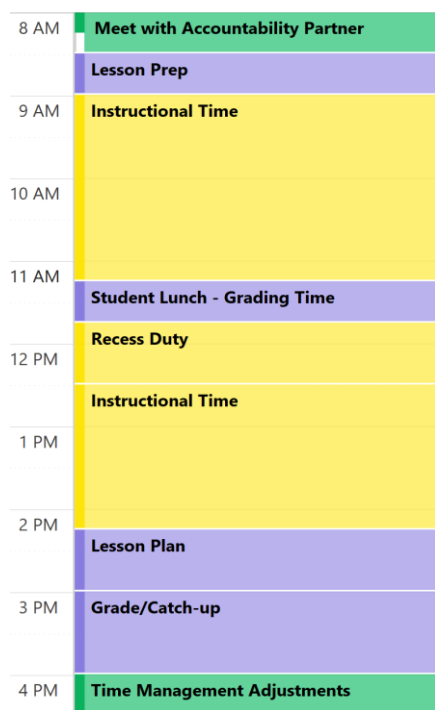 8 AM Meet with Accountability Partner
Lesson Prep
9 AM Instructional Time
10 AM
11 AM
Student Lunch - Grading Time
Recess Duty
12 PM
Instructional Time
1 PM
2 PM
Lesson Plan
3 PM Grade/Catch-up
4 PM Time Management Adjustments